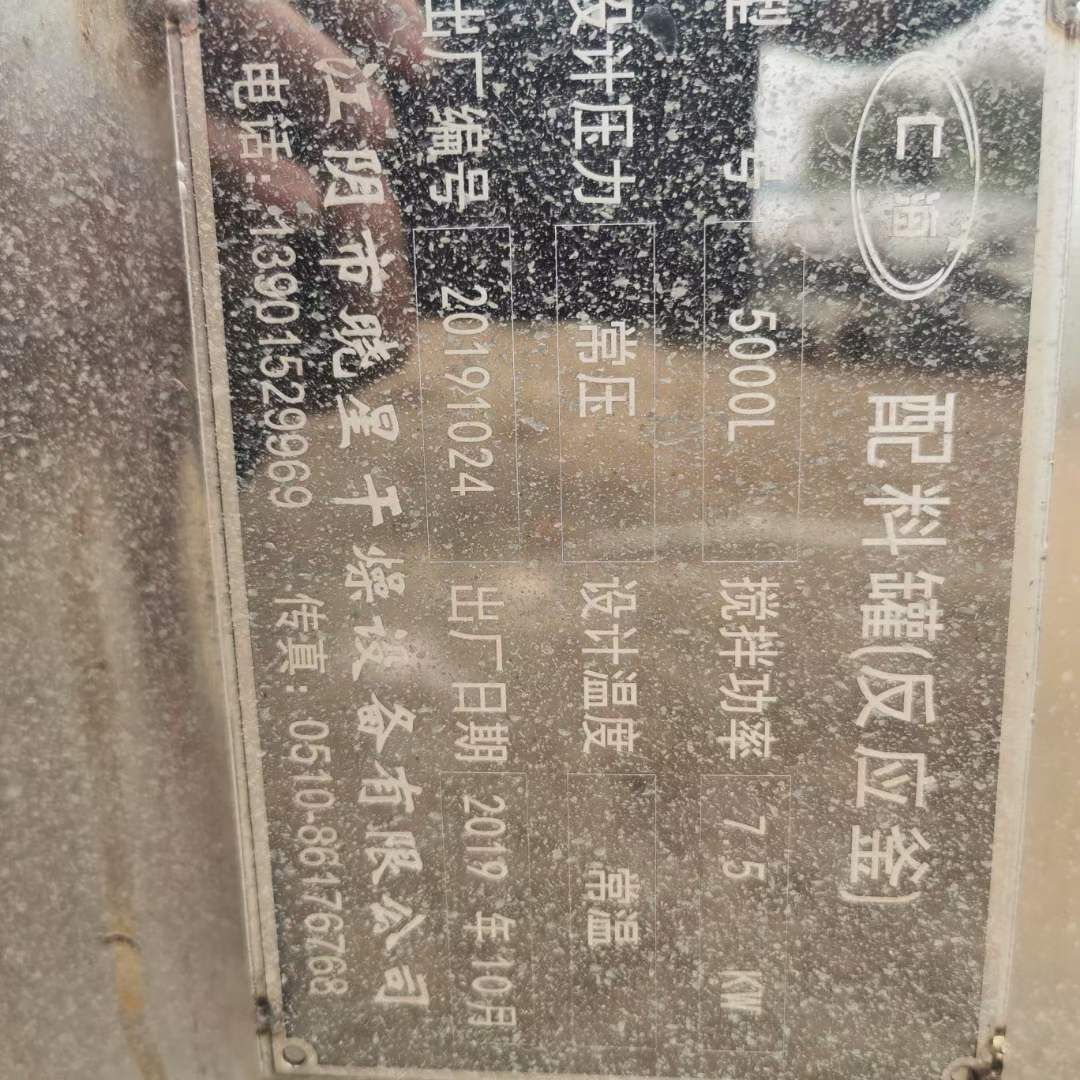 配料罐(反应釜)
型号 5000L 搅拌功率 7.5 KW
设计压力 常压 设计温度 常温
出厂编号 20191024 出厂日期 2019年10月
江阴市晓星干燥设备有限公司
电话:13901529969 传真:0510-86176768